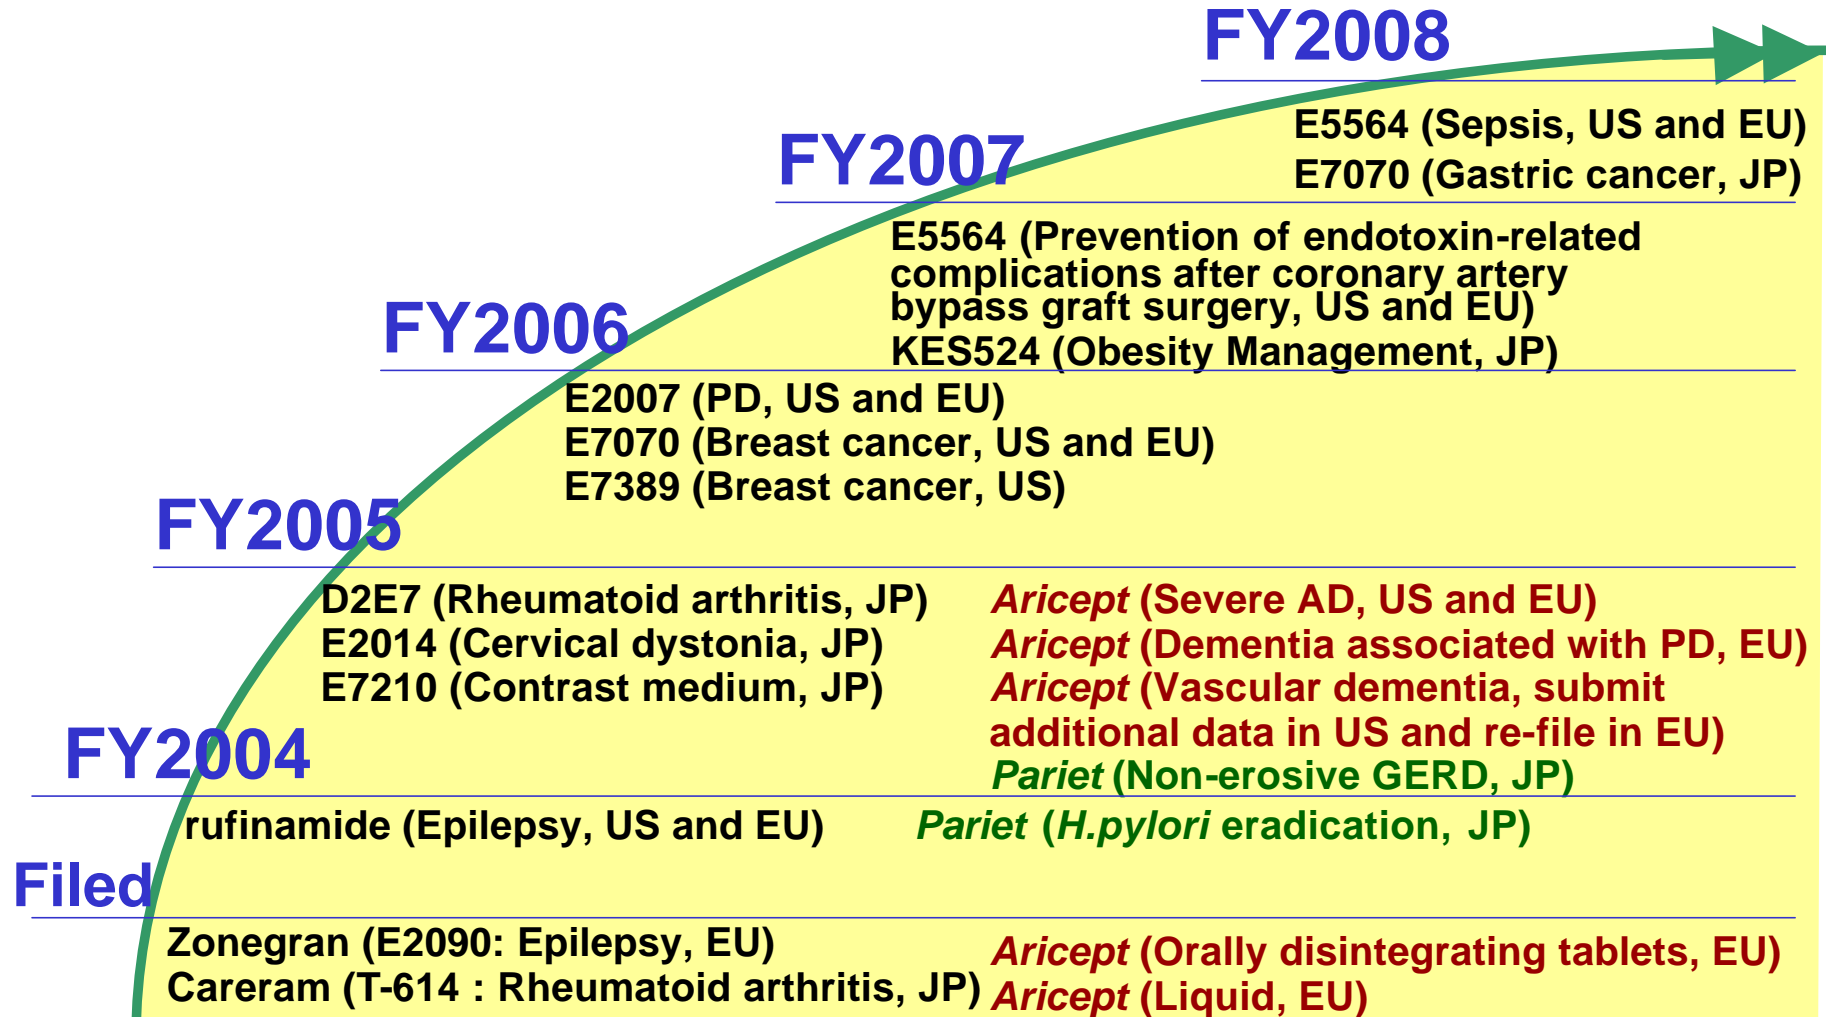 FY2008
E5564 (Sepsis, US and EU)
E7070 (Gastric cancer, JP)
FY2007
E5564 (Prevention of endotoxin-related
complications after coronary artery
bypass graft surgery, US and EU)
KES524 (Obesity Management, JP)
FY2006
E2007 (PD, US and EU)
E7070 (Breast cancer, US and EU)
E7389 (Breast cancer, US)
FY2005
D2E7 (Rheumatoid arthritis, JP)
E2014 (Cervical dystonia, JP)
E7210 (Contrast medium, JP)
Aricept (Severe AD, US and EU)
Aricept (Dementia associated with PD, EU)
Aricept (Vascular dementia, submit
additional data in US and re-file in EU)
Pariet (Non-erosive GERD, JP)
FY2004
rufinamide (Epilepsy, US and EU)
Pariet (H.pylori eradication, JP)
Filed
Zonegran (E2090: Epilepsy, EU)
Careram (T-614 : Rheumatoid arthritis, JP)
Aricept (Orally disintegrating tablets, EU)
Aricept (Liquid, EU)